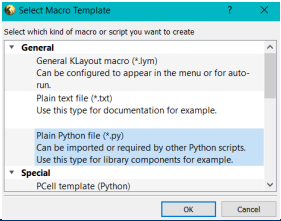 Select Macro Template
Select which kind of macro or script you want to create
General
General KLayout macro (*.lym)
Can be configured to appear in the menu or for auto-
run.
Plain text file (*.txt)
Use this type for documentation for example.
Plain Python file (*.py)
Can be imported or required by other Python scripts.
Use this type for library components for example.
Special
PCell template (Python)
OK Cancel